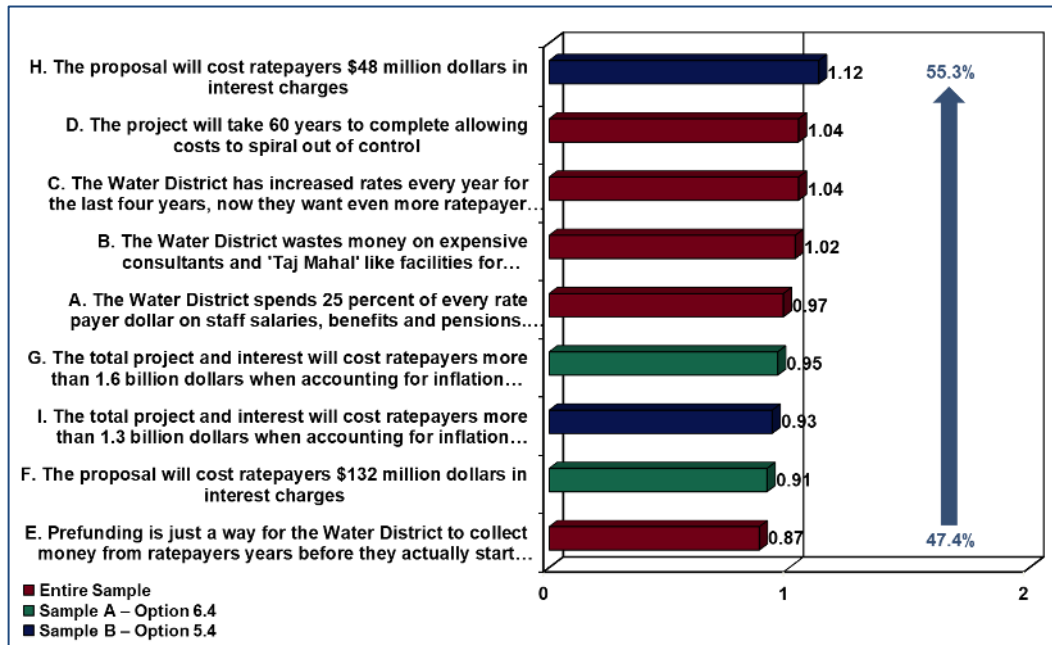 H. The proposal will cost ratepayers $48 million dollars in
interest charges
1.12
55.3%
D. The project will take 60 years to complete allowing
costs to spiral out of control
1.04
C. The Water District has increased rates every year for
the last four years, now they want even more ratepayer…
1.04
B. The Water District wastes money on expensive
consultants and 'Taj Mahal' like facilities for…
1.02
A. The Water District spends 25 percent of every rate
payer dollar on staff salaries, benefits and pensions.…
0.97
G. The total project and interest will cost ratepayers more
than 1.6 billion dollars when accounting for inflation…
0.95
I. The total project and interest will cost ratepayers more
than 1.3 billion dollars when accounting for inflation…
0.93
F. The proposal will cost ratepayers $132 million dollars in
interest charges
0.91
E. Prefunding is just a way for the Water District to collect
money from ratepayers years before they actually start…
0.87
47.4%
0 1 2
Entire Sample
Sample A – Option 6.4
Sample B – Option 5.4